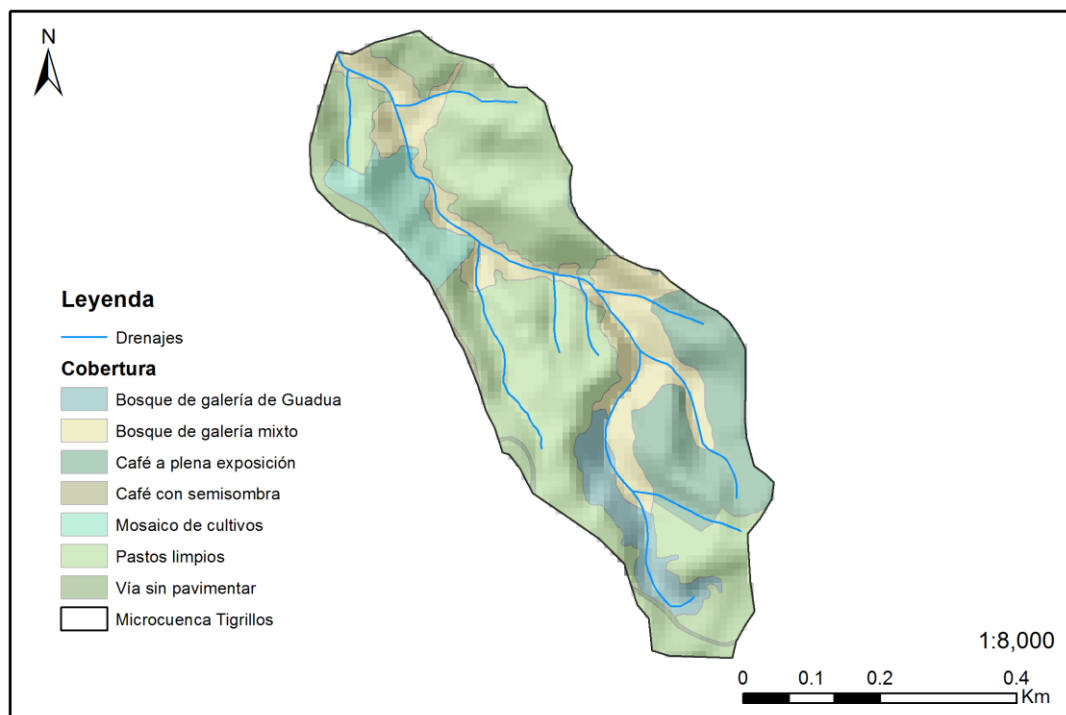 N
Leyenda
Drenajes
Cobertura
Bosque de galería de Guadua
Bosque de galería mixto
Café a plena exposición
Café con semisombra
Mosaico de cultivos
Pastos limpios
Vía sin pavimentar
Microcuenca Tigrillos
1:8,000
0 0.1 0.2 0.4
Km